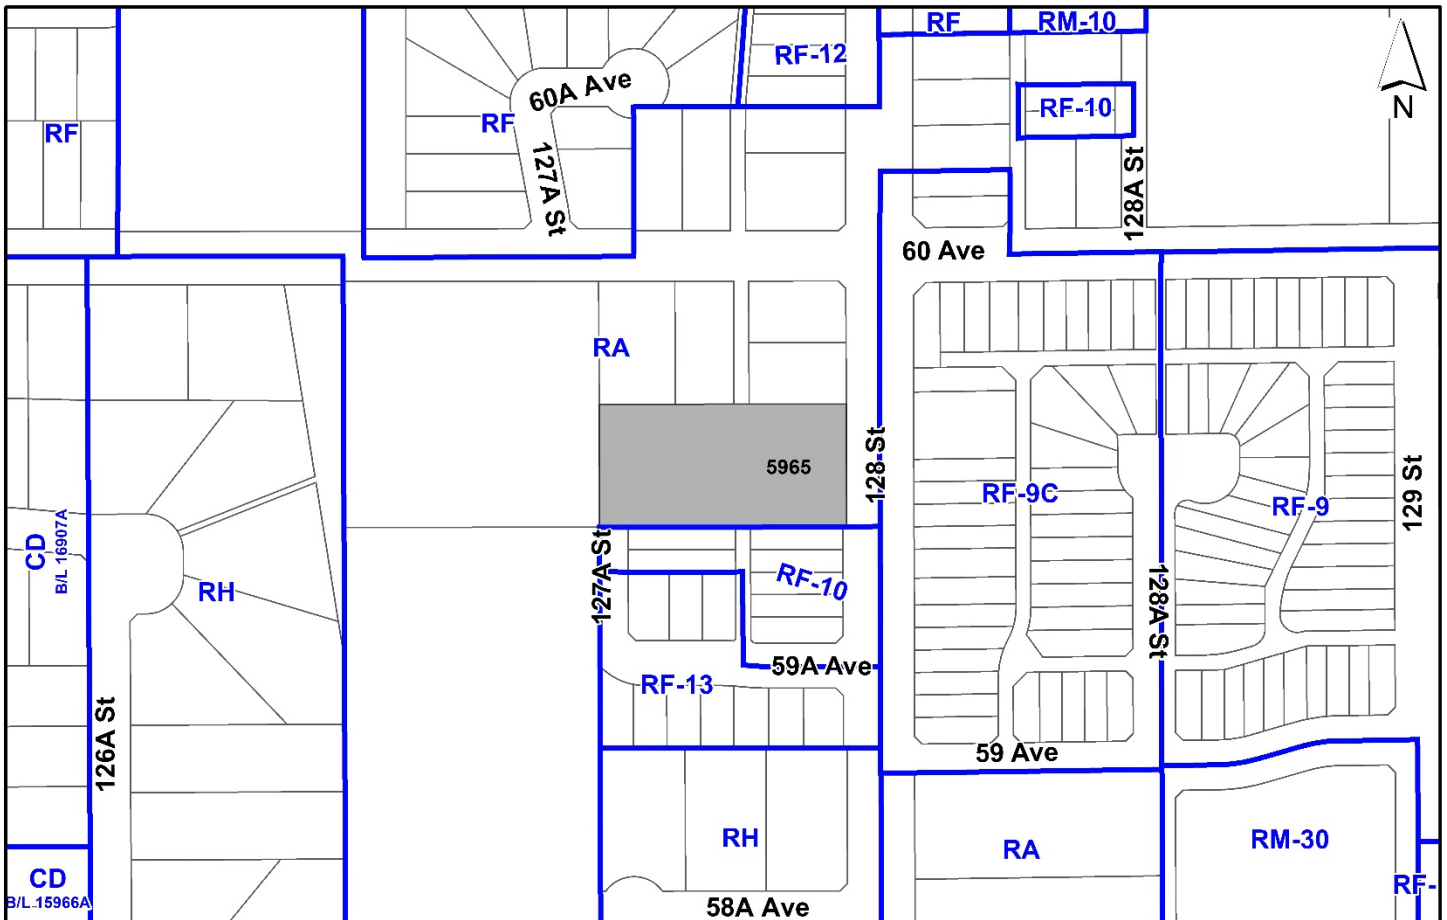 RF
RM-10
RF-12
60A Ave
RF-10
N
RF
RF
127A St
128A St
60 Ave
RA
5965
128 St
RF-9C
129 St
RF-9
CD
B/L 16907A
RH
127A St
RF-10
128A St
59A Ave
RF-13
126A St
59 Ave
RH
RA
RM-30
CD
B/L 15966A
RF-
58A Ave